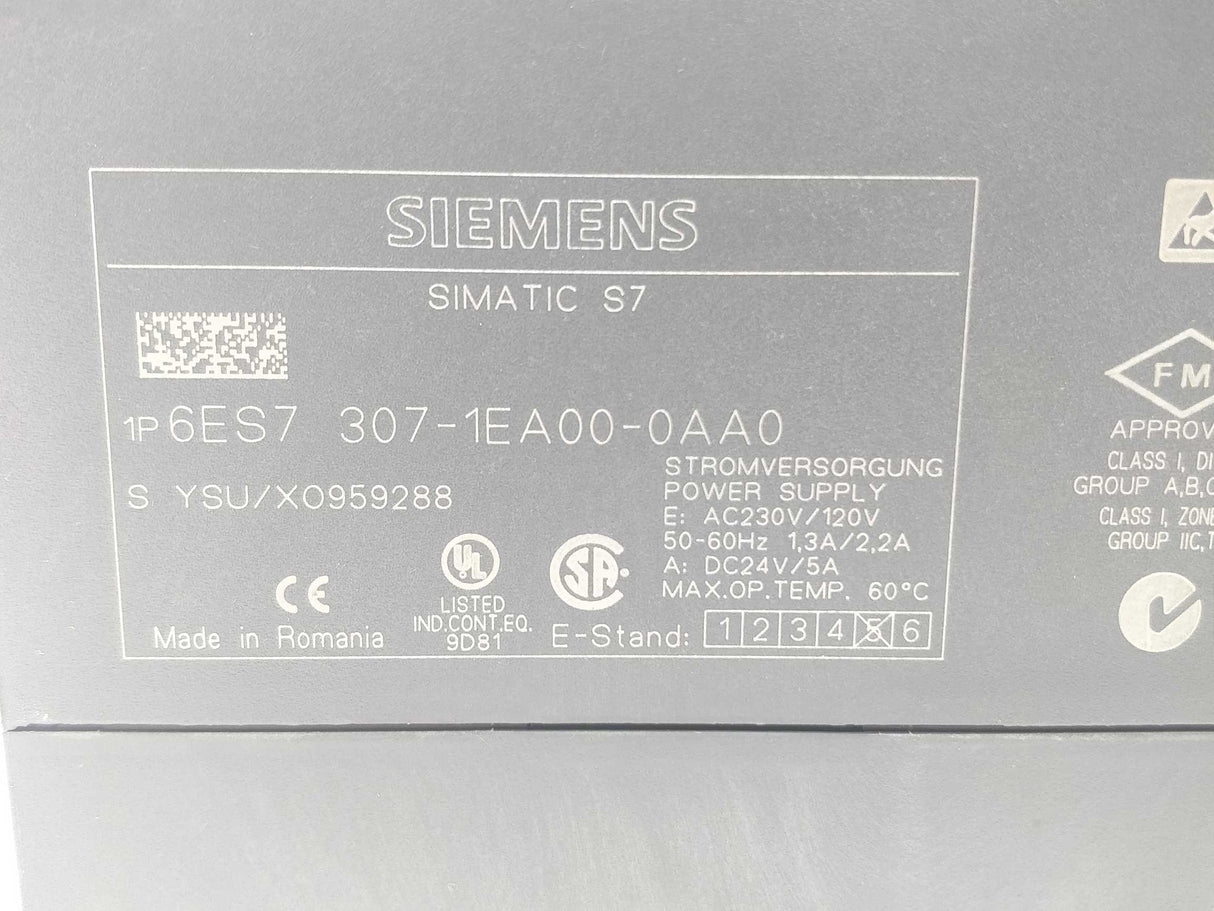 SIEMENS
SIMATIC S7
1P 6ES7 307-1EA00-0AA0
S YSU/X0959288
STROMVERSORGUNG
POWER SUPPLY
E: AC230V/120V
50-60Hz 1,3A/2,2A
A: DC24V/5A
MAX.OP.TEMP. 60°C
CE
Made in Romania
UL
LISTED
IND.CONT.EQ.
9D81
SA
E-Stand: 1 2 3 4 5 6
FM
APPROV
CLASS I, DI
GROUP A,B,C
CLASS I, ZONE
GROUP IIC,T